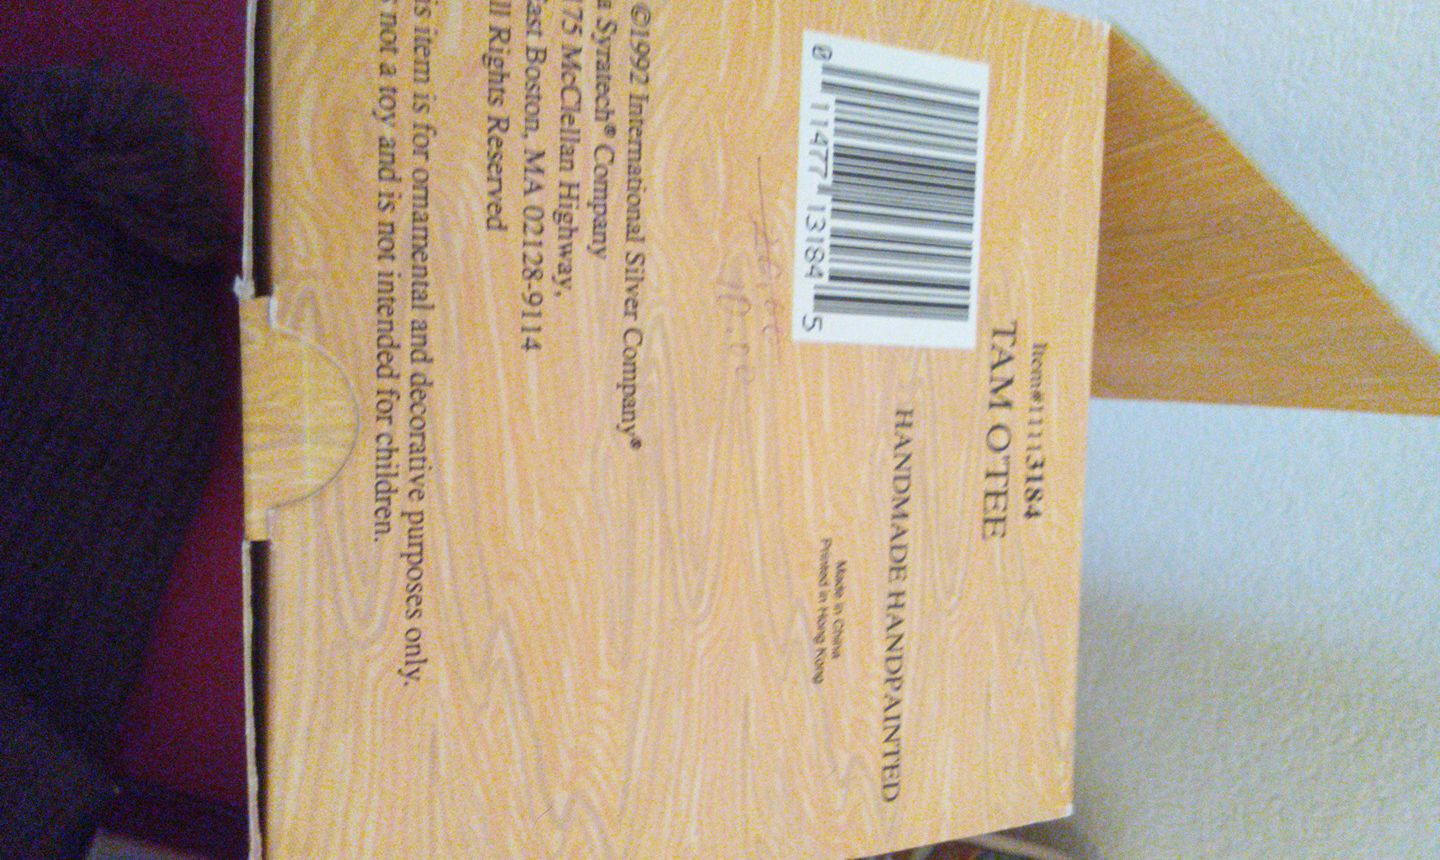 Item#11113184
TAM O'TEE
HANDMADE HANDPAINTED
Made in China
Printed in Hong Kong
0 11477 13184 5
©1992 International Silver Company®
a Syratech® Company
175 McClellan Highway,
East Boston, MA 02128-9114
All Rights Reserved
is item is for ornamental and decorative purposes only.
not a toy and is not intended for children.